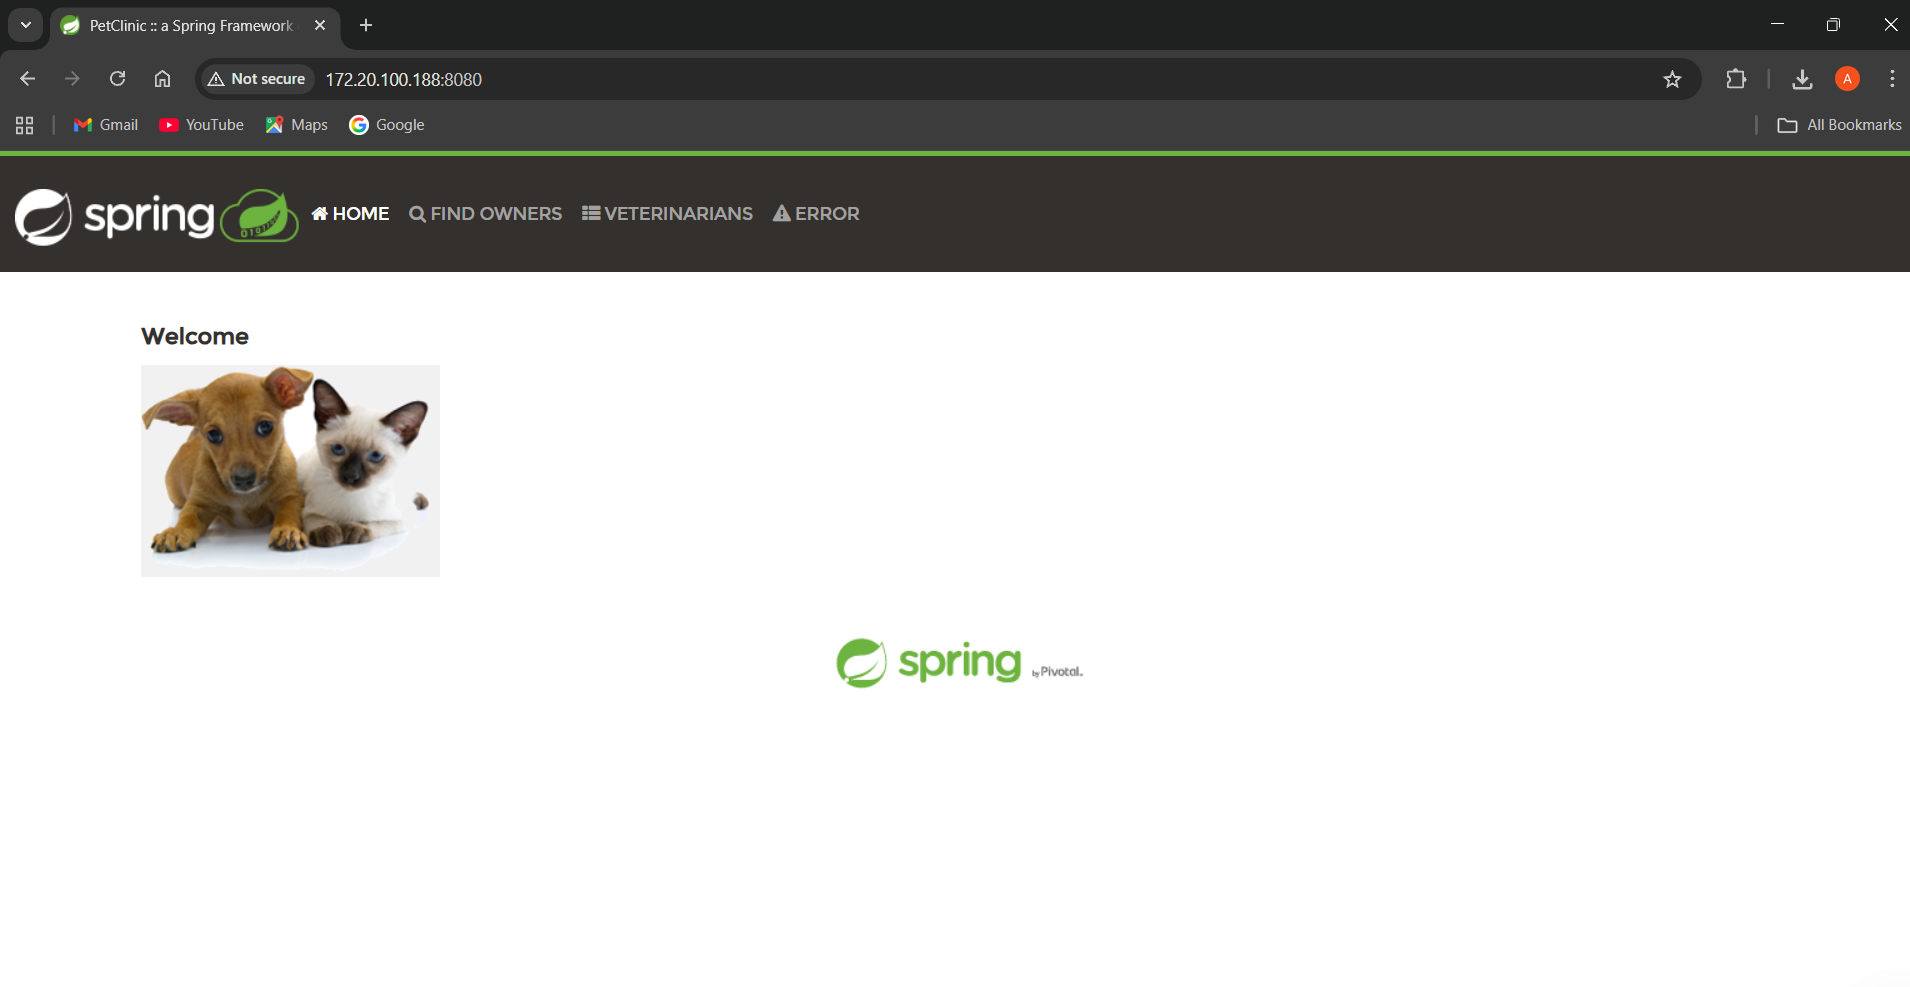 PetClinic :: a Spring Framework
Not secure
172.20.100.188:8080
A
Gmail
YouTube
Maps
Google
All Bookmarks
spring
HOME
FIND OWNERS
VETERINARIANS
ERROR
Welcome
spring by Pivotal